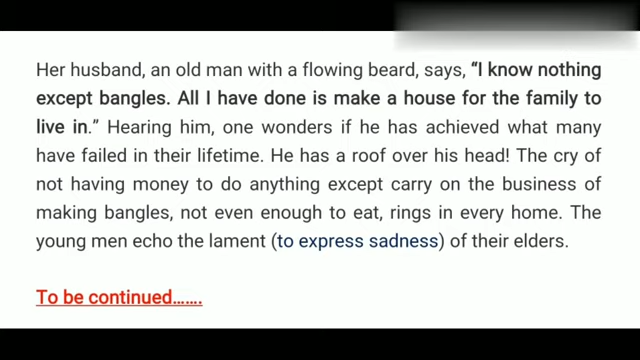 Her husband, an old man with a flowing beard, says, “I know nothing
except bangles. All I have done is make a house for the family to
live in.” Hearing him, one wonders if he has achieved what many
have failed in their lifetime. He has a roof over his head! The cry of
not having money to do anything except carry on the business of
making bangles, not even enough to eat, rings in every home. The
young men echo the lament (to express sadness) of their elders.
To be continued…….